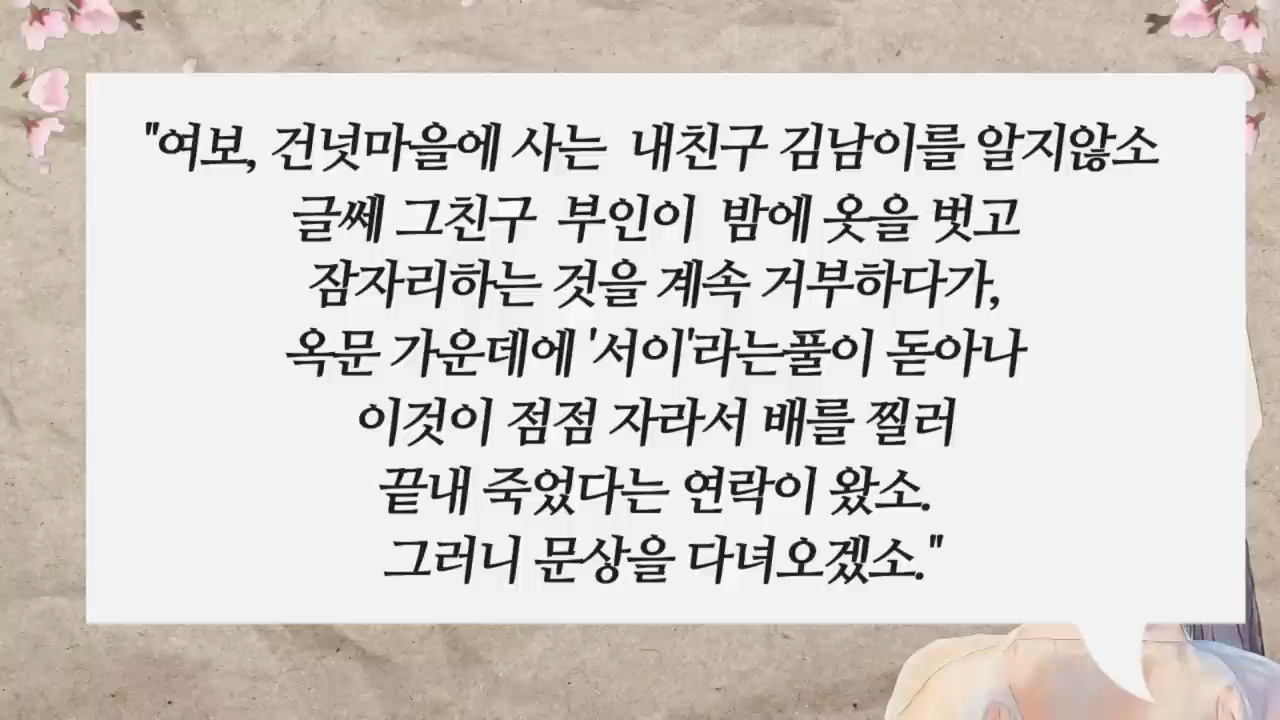 "여보, 건넛마을에 사는 내친구 김남이를 알지않소
글쎄 그친구 부인이 밤에 옷을 벗고
잠자리하는 것을 계속 거부하다가,
옥문 가운데에 '서이'라는풀이 돋아나
이것이 점점 자라서 배를 찔러
끝내 죽었다는 연락이 왔소.
그러니 문상을 다녀오겠소."